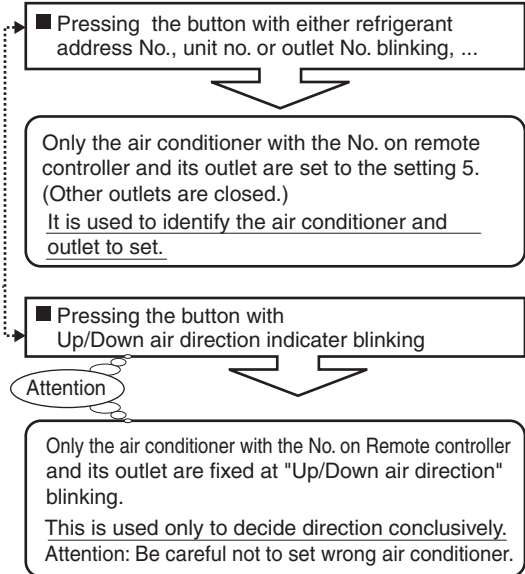 ■ Pressing the button with either refrigerant
address No., unit no. or outlet No. blinking, ...
Only the air conditioner with the No. on remote
controller and its outlet are set to the setting 5.
(Other outlets are closed.)
It is used to identify the air conditioner and
outlet to set.
■ Pressing the button with
Up/Down air direction indicater blinking
Attention
Only the air conditioner with the No. on Remote controller
and its outlet are fixed at "Up/Down air direction"
blinking.
This is used only to decide direction conclusively.
Attention: Be careful not to set wrong air conditioner.